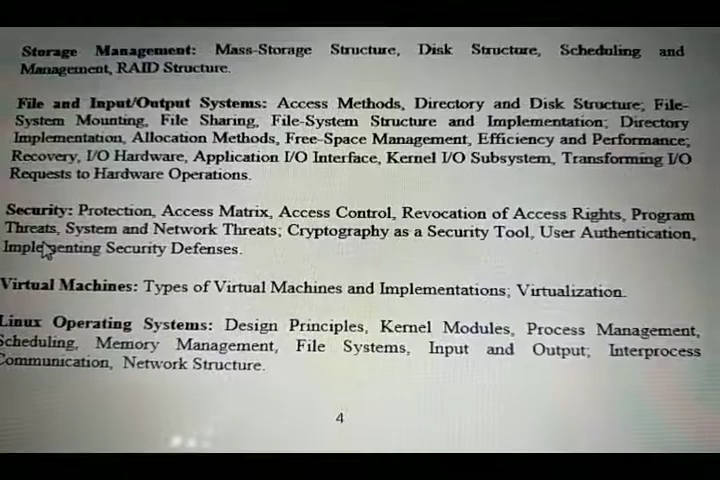 Storage Management: Mass-Storage Structure, Disk Structure, Scheduling and
Management, RAID Structure.
File and Input/Output Systems: Access Methods, Directory and Disk Structure; File-
System Mounting, File Sharing, File-System Structure and Implementation; Directory
Implementation, Allocation Methods, Free-Space Management, Efficiency and Performance;
Recovery, I/O Hardware, Application I/O Interface, Kernel I/O Subsystem, Transforming I/O
Requests to Hardware Operations.
Security: Protection, Access Matrix, Access Control, Revocation of Access Rights, Program
Threats, System and Network Threats; Cryptography as a Security Tool, User Authentication,
Implementing Security Defenses.
Virtual Machines: Types of Virtual Machines and Implementations; Virtualization.
Linux Operating Systems: Design Principles, Kernel Modules, Process Management,
Scheduling, Memory Management, File Systems, Input and Output; Interprocess
Communication, Network Structure.
4